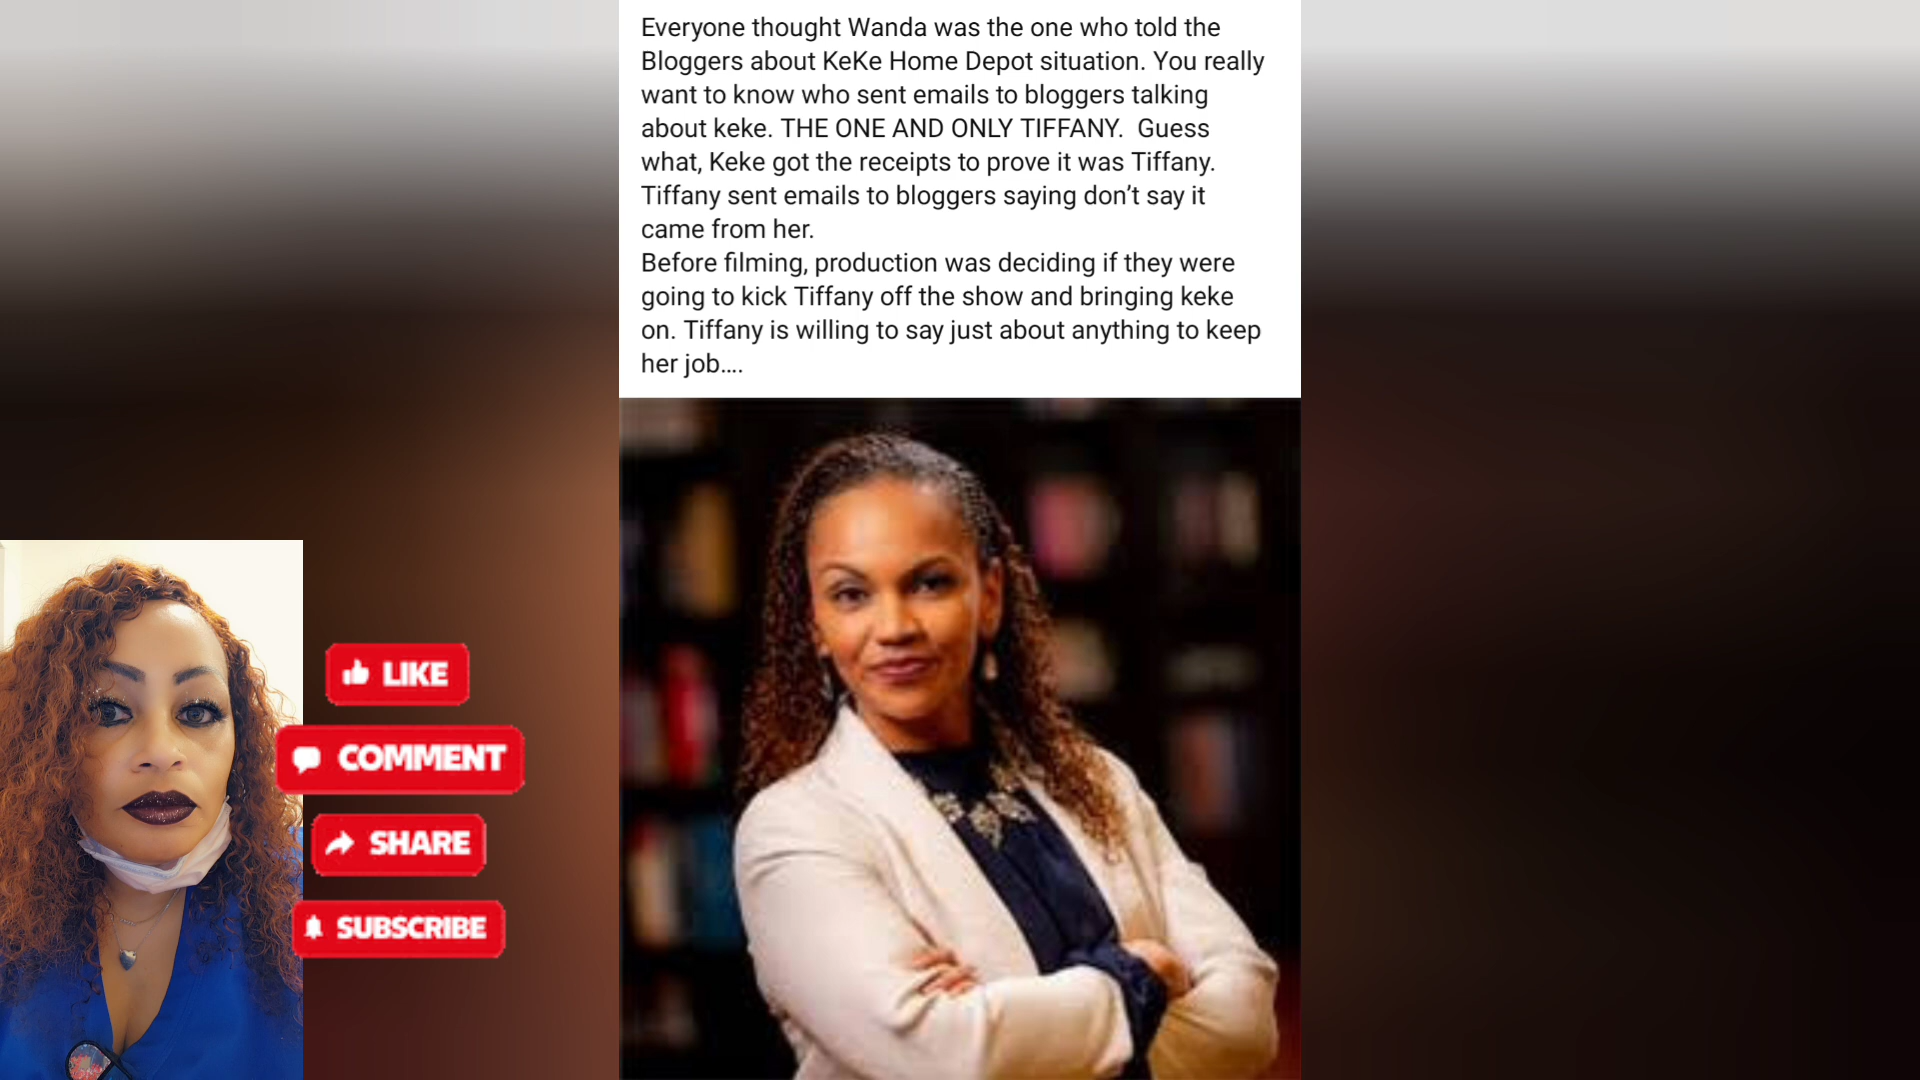 Everyone thought Wanda was the one who told the
Bloggers about KeKe Home Depot situation. You really
want to know who sent emails to bloggers talking
about keke. THE ONE AND ONLY TIFFANY.  Guess
what, Keke got the receipts to prove it was Tiffany.
Tiffany sent emails to bloggers saying don’t say it
came from her.
Before filming, production was deciding if they were
going to kick Tiffany off the show and bringing keke
on. Tiffany is willing to say just about anything to keep
her job....
LIKE
COMMENT
SHARE
SUBSCRIBE